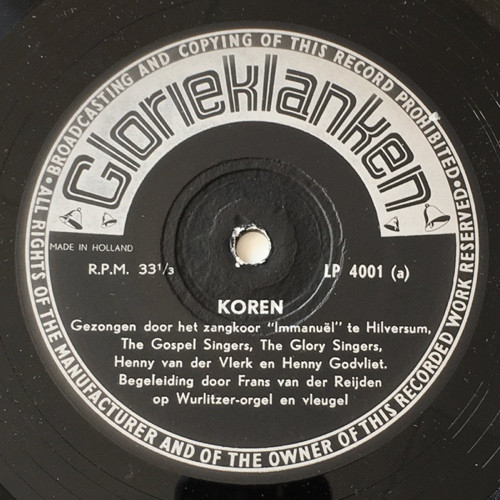 ALL RIGHTS OF THE MANUFACTURER AND OF THE OWNER OF THIS RECORDED WORK RESERVED • BROADCASTING AND COPYING OF THIS RECORD PROHIBITED •
Glorieklanken
MADE IN HOLLAND
R.P.M. 33⅓
LP 4001 (a)
KOREN
Gezongen door het zangkoor "Immanuël" te Hilversum,
The Gospel Singers, The Glory Singers,
Henny van der Vlerk en Henny Godvliet.
Begeleiding door Frans van der Reijden
op Wurlitzer-orgel en vleugel